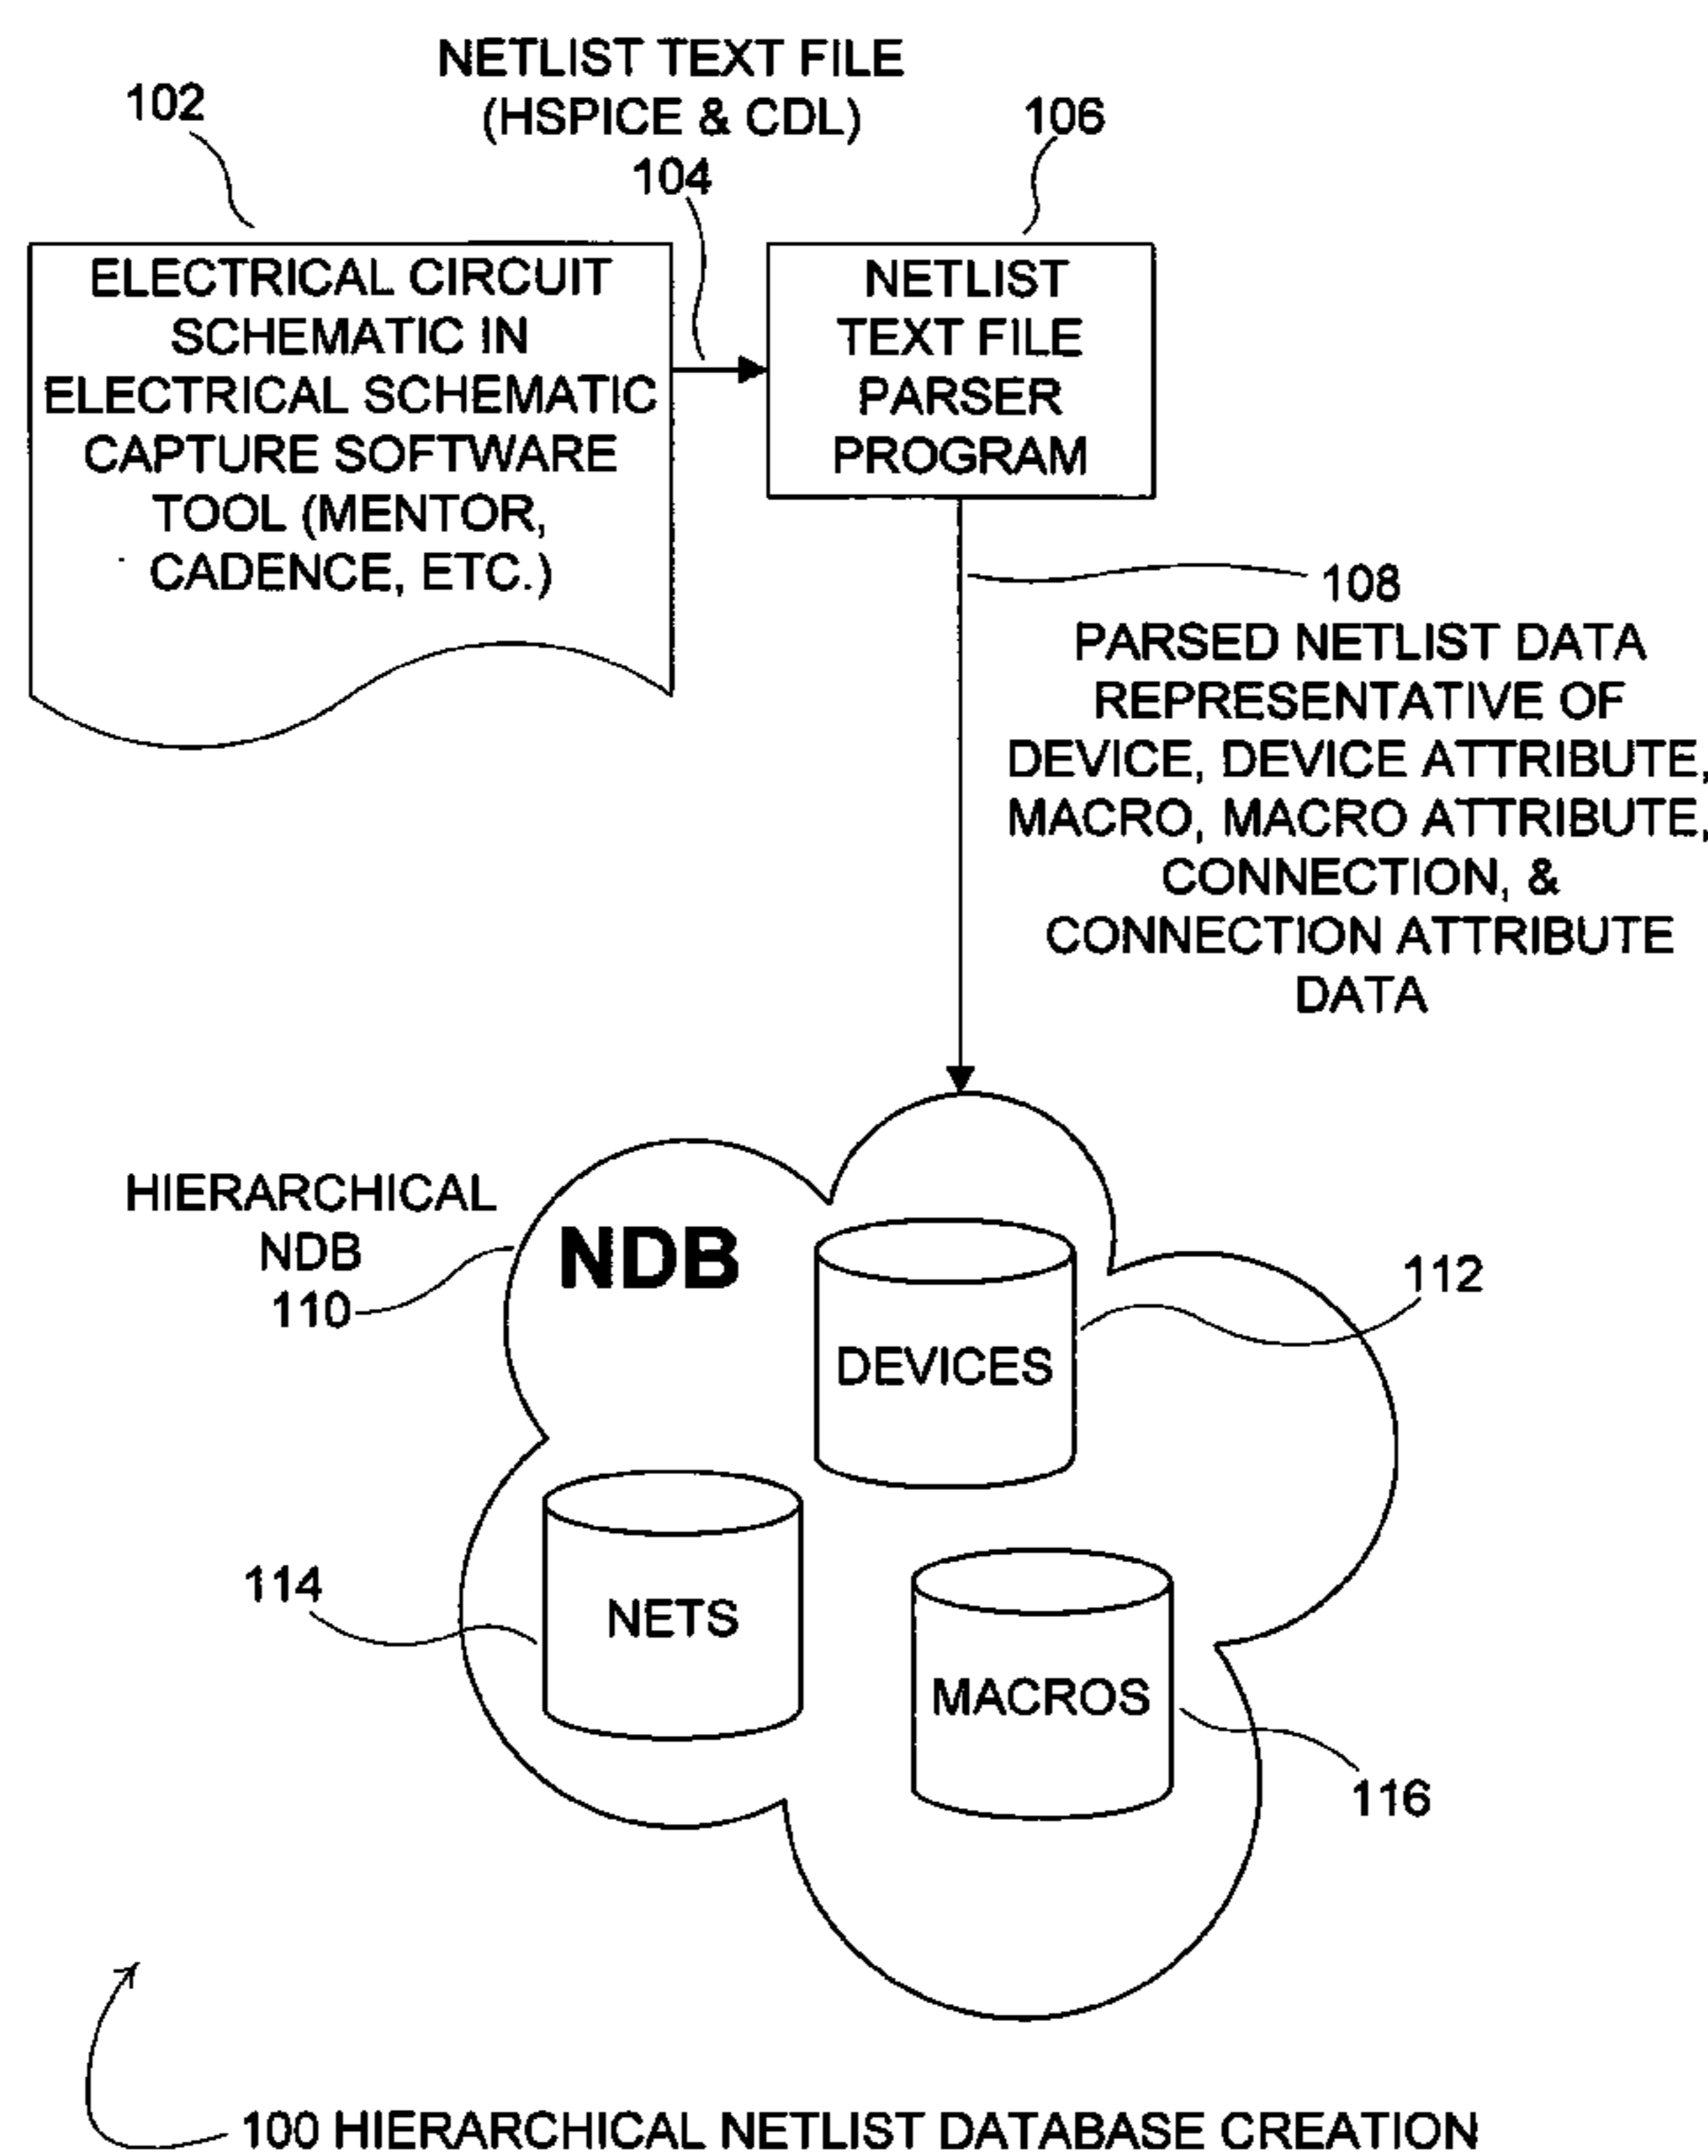 NETLIST TEXT FILE
(HSPICE & CDL)
104
102
106
ELECTRICAL CIRCUIT
SCHEMATIC IN
ELECTRICAL SCHEMATIC
CAPTURE SOFTWARE
TOOL (MENTOR,
CADENCE, ETC.)
NETLIST
TEXT FILE
PARSER
PROGRAM
108
PARSED NETLIST DATA
REPRESENTATIVE OF
DEVICE, DEVICE ATTRIBUTE,
MACRO, MACRO ATTRIBUTE,
CONNECTION, &
CONNECTION ATTRIBUTE
DATA
HIERARCHICAL
NDB
110
NDB
112
DEVICES
114
NETS
MACROS
116
100 HIERARCHICAL NETLIST DATABASE CREATION